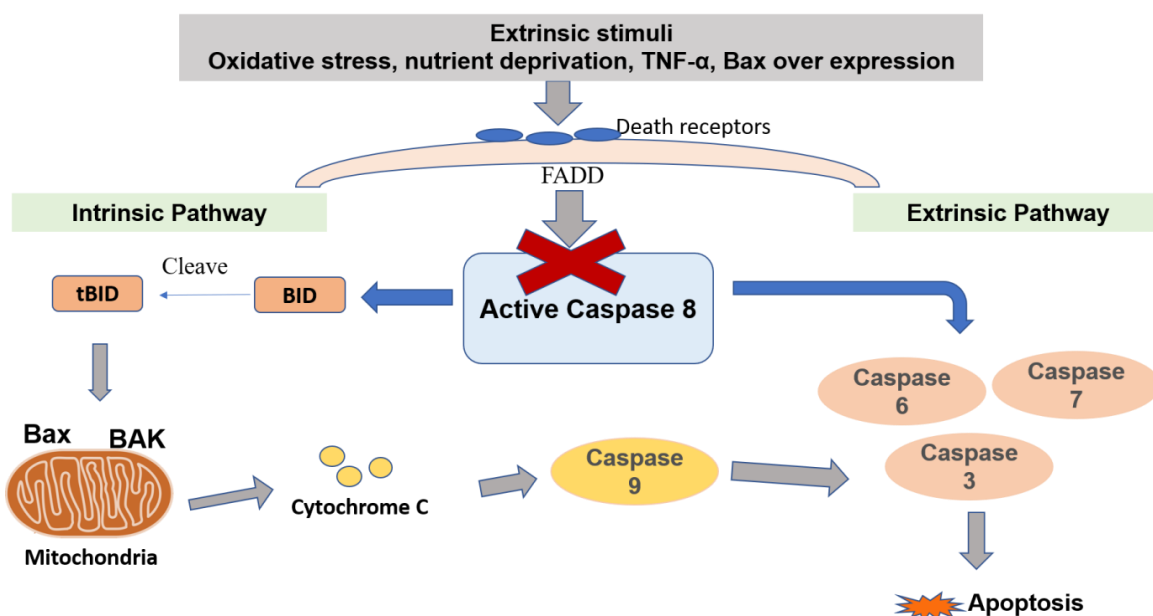 Extrinsic stimuli
Oxidative stress, nutrient deprivation, TNF-α, Bax over expression
Death receptors
FADD
Intrinsic Pathway
Extrinsic Pathway
Cleave
tBID
BID
Active Caspase 8
Caspase
6
Caspase
7
Bax
BAK
Caspase
3
Caspase
9
Cytochrome C
Mitochondria
Apoptosis